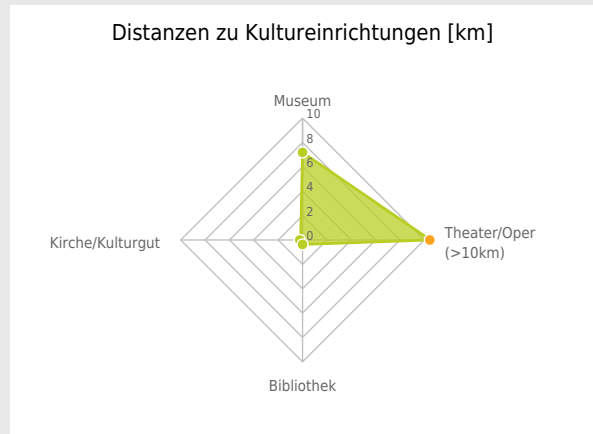 Distanzen zu Kultureinrichtungen [km]
Museum
10
8
6
4
2
0
Theater/Oper
(>10km)
Kirche/Kulturgut
Bibliothek